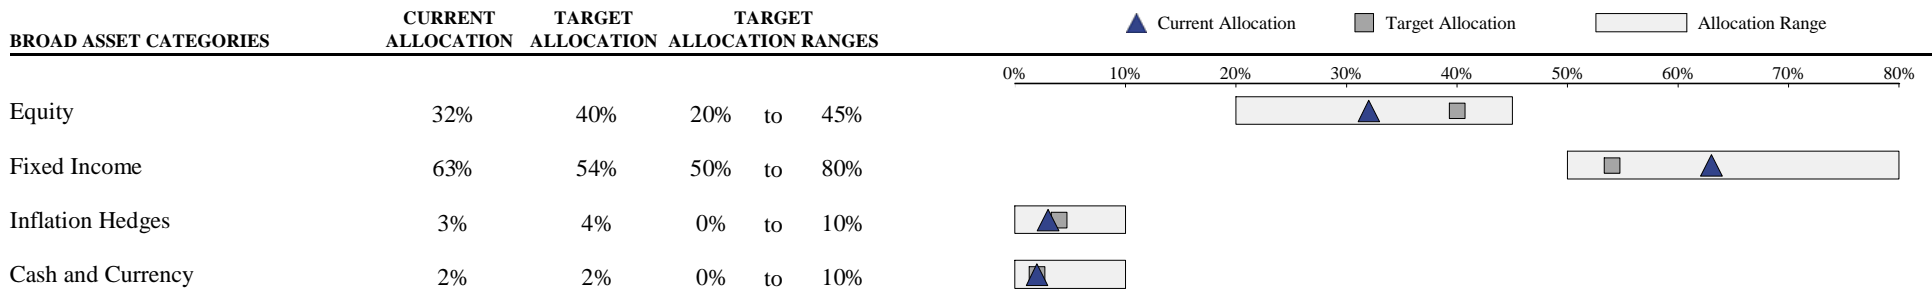 CURRENT TARGET TARGET
BROAD ASSET CATEGORIES ALLOCATION ALLOCATION ALLOCATION RANGES
Current Allocation Target Allocation Allocation Range
0% 10% 20% 30% 40% 50% 60% 70% 80%
Equity 32% 40% 20% to 45%
Fixed Income 63% 54% 50% to 80%
Inflation Hedges 3% 4% 0% to 10%
Cash and Currency 2% 2% 0% to 10%